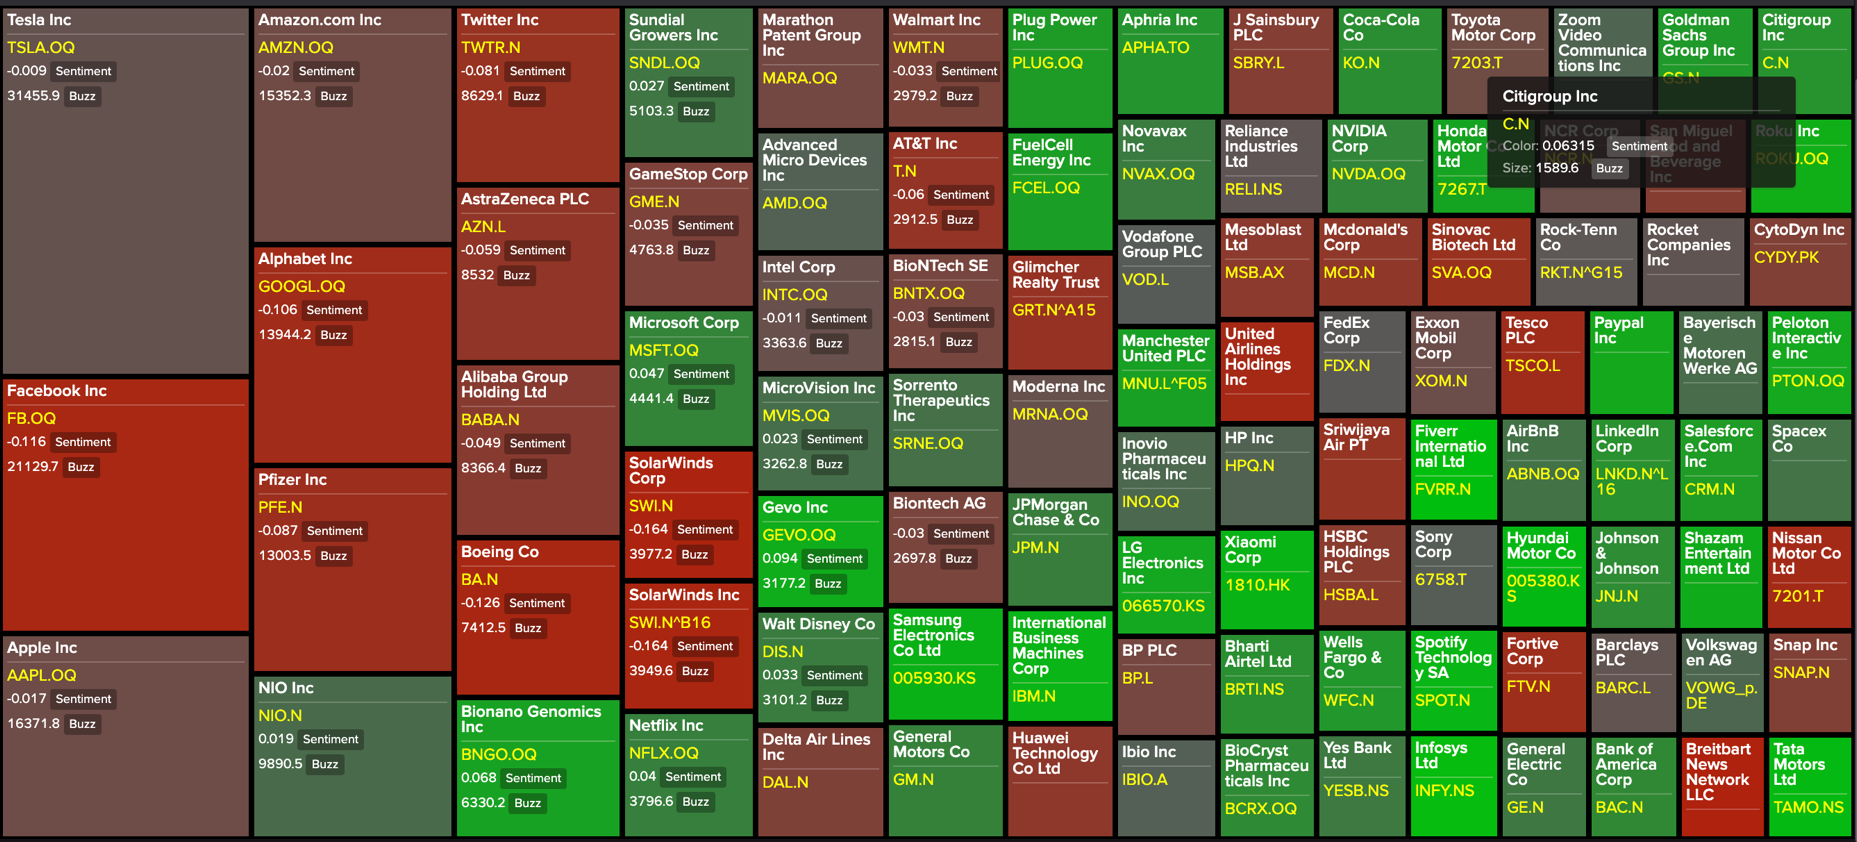 Tesla Inc
TSLA.OQ
-0.009 Sentiment
31455.9 Buzz
Facebook Inc
FB.OQ
-0.116 Sentiment
21129.7 Buzz
Apple Inc
AAPL.OQ
-0.017 Sentiment
16371.8 Buzz
Amazon.com Inc
AMZN.OQ
-0.02 Sentiment
15352.3 Buzz
Alphabet Inc
GOOGL.OQ
-0.106 Sentiment
13944.2 Buzz
Pfizer Inc
PFE.N
-0.087 Sentiment
13003.5 Buzz
NIO Inc
NIO.N
0.019 Sentiment
9890.5 Buzz
Twitter Inc
TWTR.N
-0.081 Sentiment
8629.1 Buzz
AstraZeneca PLC
AZN.L
-0.059 Sentiment
8532 Buzz
Alibaba Group
Holding Ltd
BABA.N
-0.049 Sentiment
8366.4 Buzz
Boeing Co
BA.N
-0.126 Sentiment
7412.5 Buzz
Bionano Genomics
Inc
BNGO.OQ
0.068 Sentiment
6330.2 Buzz
Sundial
Growers Inc
SNDL.OQ
0.027 Sentiment
5103.3 Buzz
GameStop Corp
GME.N
-0.035 Sentiment
4763.8 Buzz
Microsoft Corp
MSFT.OQ
0.047 Sentiment
4441.4 Buzz
SolarWinds
Corp
SWI.N
-0.164 Sentiment
3977.2 Buzz
SolarWinds Inc
SWI.N^B16
-0.164 Sentiment
3949.6 Buzz
Netflix Inc
NFLX.OQ
0.04 Sentiment
3796.6 Buzz
Marathon
Patent Group
Inc
MARA.OQ
Advanced
Micro Devices
Inc
AMD.OQ
Intel Corp
INTC.OQ
-0.011 Sentiment
3363.6 Buzz
MicroVision Inc
MVIS.OQ
0.023 Sentiment
3262.8 Buzz
Gevo Inc
GEVO.OQ
0.094 Sentiment
3177.2 Buzz
Walt Disney Co
DIS.N
0.033 Sentiment
3101.2 Buzz
Delta Air Lines
Inc
DAL.N
Walmart Inc
WMT.N
-0.033 Sentiment
2979.2 Buzz
AT&T Inc
T.N
-0.06 Sentiment
2912.5 Buzz
BioNTech SE
BNTX.OQ
-0.03 Sentiment
2815.1 Buzz
Sorrento
Therapeutics
Inc
SRNE.OQ
Biontech AG
-0.03 Sentiment
2697.8 Buzz
Samsung
Electronics
Co Ltd
005930.KS
General
Motors Co
GM.N
Plug Power
Inc
PLUG.OQ
FuelCell
Energy Inc
FCEL.OQ
Glimcher
Realty Trust
GRT.N^A15
Moderna Inc
MRNA.OQ
JPMorgan
Chase & Co
JPM.N
International
Business
Machines
Corp
IBM.N
Huawei
Technology
Co Ltd
Aphria Inc
APHA.TO
J Sainsbury
PLC
SBRY.L
Coca-Cola
Co
KO.N
Toyota
Motor Corp
7203.T
Zoom
Video
Communica
tions Inc
Goldman
Sachs
Group Inc
GS.N
Citigroup
Inc
C.N
Citigroup Inc
C.N
Color: 0.06315 Sentiment
Size: 1589.6 Buzz
Novavax
Inc
NVAX.OQ
Reliance
Industries
Ltd
RELI.NS
NVIDIA
Corp
NVDA.OQ
Honda
Motor Co
Ltd
7267.T
NCR Corp
NCR.N
San Miguel
Food and
Beverage
Inc
Roku Inc
ROKU.OQ
Vodafone
Group PLC
VOD.L
Mesoblast
Ltd
MSB.AX
Mcdonald's
Corp
MCD.N
Sinovac
Biotech Ltd
SVA.OQ
Rock-Tenn
Co
RKT.N^G15
Rocket
Companies
Inc
CytoDyn Inc
CYDY.PK
Manchester
United PLC
MNU.L^F05
United
Airlines
Holdings
Inc
FedEx
Corp
FDX.N
Exxon
Mobil
Corp
XOM.N
Tesco
PLC
TSCO.L
Paypal
Inc
Bayerisch
e
Motoren
Werke AG
Peloton
Interactiv
e Inc
PTON.OQ
Inovio
Pharmaceu
ticals Inc
INO.OQ
HP Inc
HPQ.N
Sriwijaya
Air PT
Fiverr
Internatio
nal Ltd
FVRR.N
AirBnB
Inc
ABNB.OQ
LinkedIn
Corp
LNKD.N^L
16
Salesforc
e.Com
Inc
CRM.N
Spacex
Co
LG
Electronics
Inc
066570.KS
Xiaomi
Corp
1810.HK
HSBC
Holdings
PLC
HSBA.L
Sony
Corp
6758.T
Hyundai
Motor Co
005380.K
S
Johnson
&
Johnson
JNJ.N
Shazam
Entertain
ment Ltd
Nissan
Motor Co
Ltd
7201.T
BP PLC
BP.L
Bharti
Airtel Ltd
BRTI.NS
Wells
Fargo &
Co
WFC.N
Spotify
Technolog
y SA
SPOT.N
Fortive
Corp
FTV.N
Barclays
PLC
BARC.L
Volkswag
en AG
VOWG_p.
DE
Snap Inc
SNAP.N
Ibio Inc
IBIO.A
BioCryst
Pharmaceu
ticals Inc
BCRX.OQ
Yes Bank
Ltd
YESB.NS
Infosys
Ltd
INFY.NS
General
Electric
Co
GE.N
Bank of
America
Corp
BAC.N
Breitbart
News
Network
LLC
Tata
Motors
Ltd
TAMO.NS